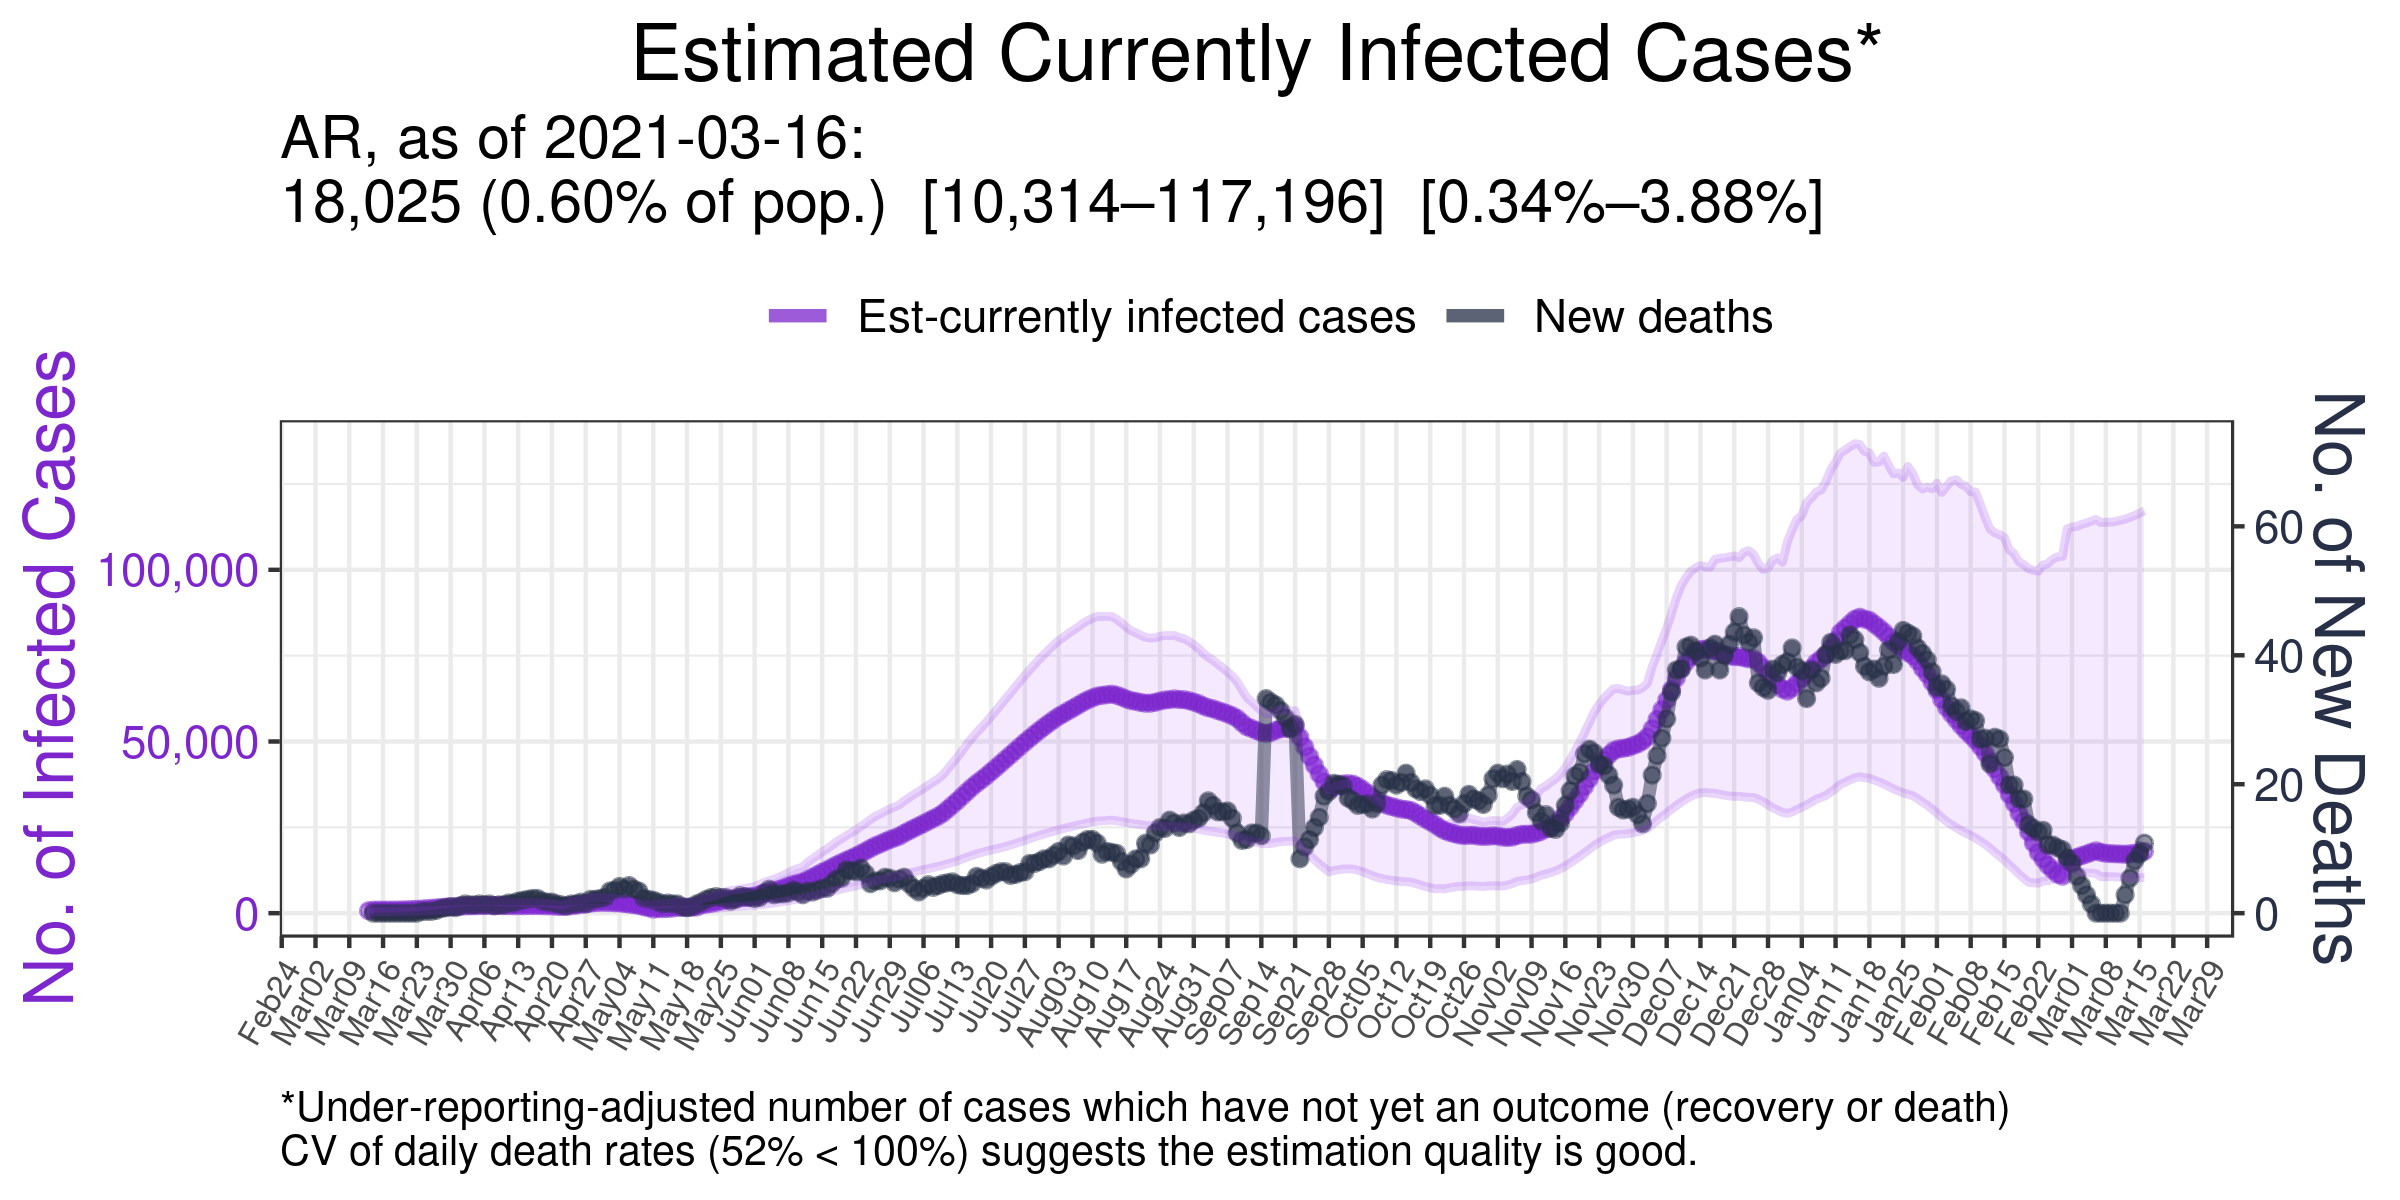 Estimated Currently Infected Cases*
AR, as of 2021-03-16:
18,025 (0.60% of pop.) [10,314–117,196] [0.34%–3.88%]
Est-currently infected cases
New deaths
No. of Infected Cases
100,000
50,000
0
No. of New Deaths
60
40
20
0
Feb24
Mar02
Mar09
Mar16
Mar23
Mar30
Apr06
Apr13
Apr20
Apr27
May04
May11
May18
May25
Jun01
Jun08
Jun15
Jun22
Jun29
Jul06
Jul13
Jul20
Jul27
Aug03
Aug10
Aug17
Aug24
Aug31
Sep07
Sep14
Sep21
Sep28
Oct05
Oct12
Oct19
Oct26
Nov02
Nov09
Nov16
Nov23
Nov30
Dec07
Dec14
Dec21
Dec28
Jan04
Jan11
Jan18
Jan25
Feb01
Feb08
Feb15
Feb22
Mar01
Mar08
Mar15
Mar22
Mar29
*Under-reporting-adjusted number of cases which have not yet an outcome (recovery or death)
CV of daily death rates (52% < 100%) suggests the estimation quality is good.